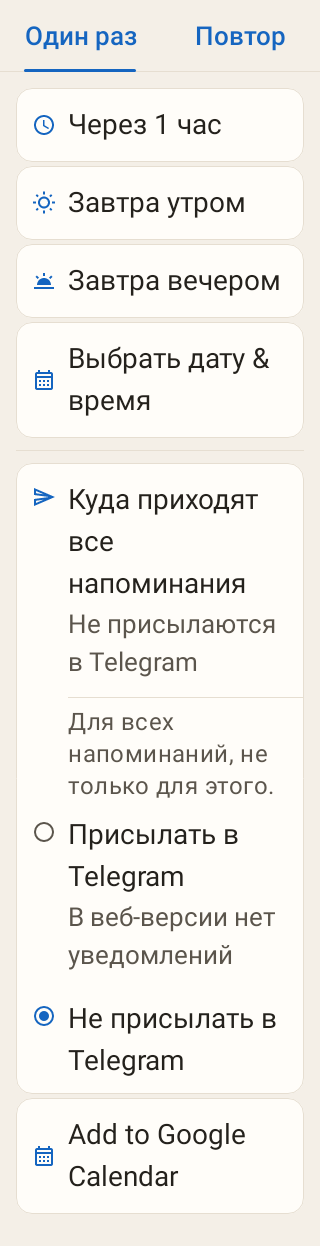 Один раз
Повтор
Через 1 час
Завтра утром
Завтра вечером
Выбрать дату &
время
Куда приходят
все
напоминания
Не присылаются
в Telegram
Для всех
напоминаний, не
только для этого.
Присылать в
Telegram
В веб-версии нет
уведомлений
Не присылать в
Telegram
Add to Google
Calendar